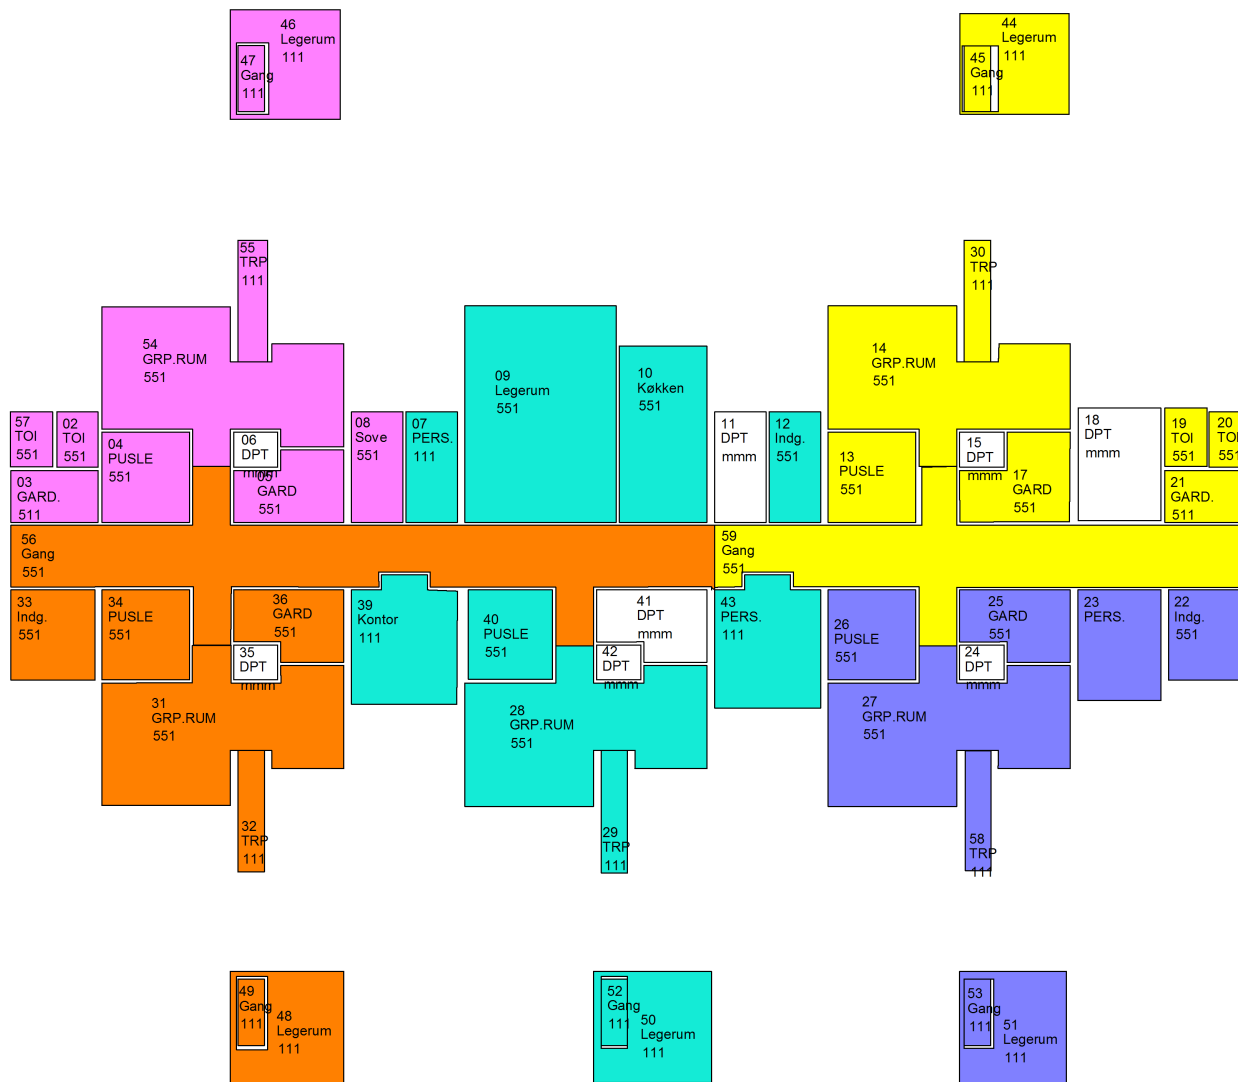 46
Legerum
111
47
Gang
111
44
Legerum
111
45
Gang
111
55
TRP
111
30
TRP
111
54
GRP.RUM
551
14
GRP.RUM
551
09
Legerum
551
10
Køkken
551
57
TOI
551
02
TOI
551
04
PUSLE
551
06
DPT
mmm
08
Sove
551
07
PERS.
111
11
DPT
mmm
12
Indg.
551
13
PUSLE
551
15
DPT
mmm
18
DPT
mmm
19
TOI
551
20
TOI
551
03
GARD.
511
05
GARD
551
17
GARD
551
21
GARD.
511
56
Gang
551
59
Gang
551
33
Indg.
551
34
PUSLE
551
36
GARD
551
39
Kontor
111
40
PUSLE
551
41
DPT
mmm
43
PERS.
111
26
PUSLE
551
25
GARD
551
23
PERS.
22
Indg.
551
35
DPT
mmm
42
DPT
mmm
24
DPT
mmm
31
GRP.RUM
551
28
GRP.RUM
551
27
GRP.RUM
551
32
TRP
111
29
TRP
111
58
TRP
111
49
Gang
111
48
Legerum
111
52
Gang
111
50
Legerum
111
53
Gang
111
51
Legerum
111